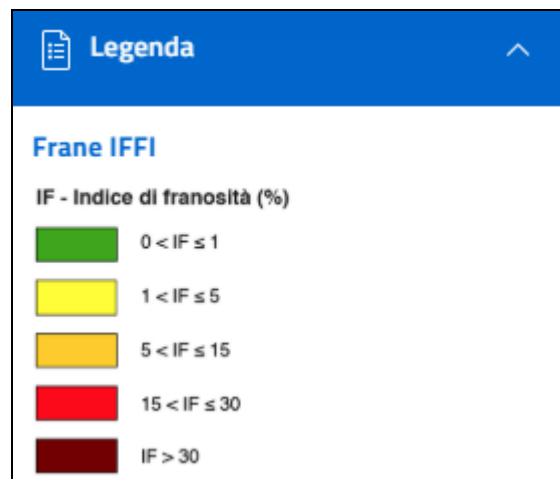 Legenda
Frane IFFI
IF - Indice di franosità (%)
0 < IF ≤ 1
1 < IF ≤ 5
5 < IF ≤ 15
15 < IF ≤ 30
IF > 30